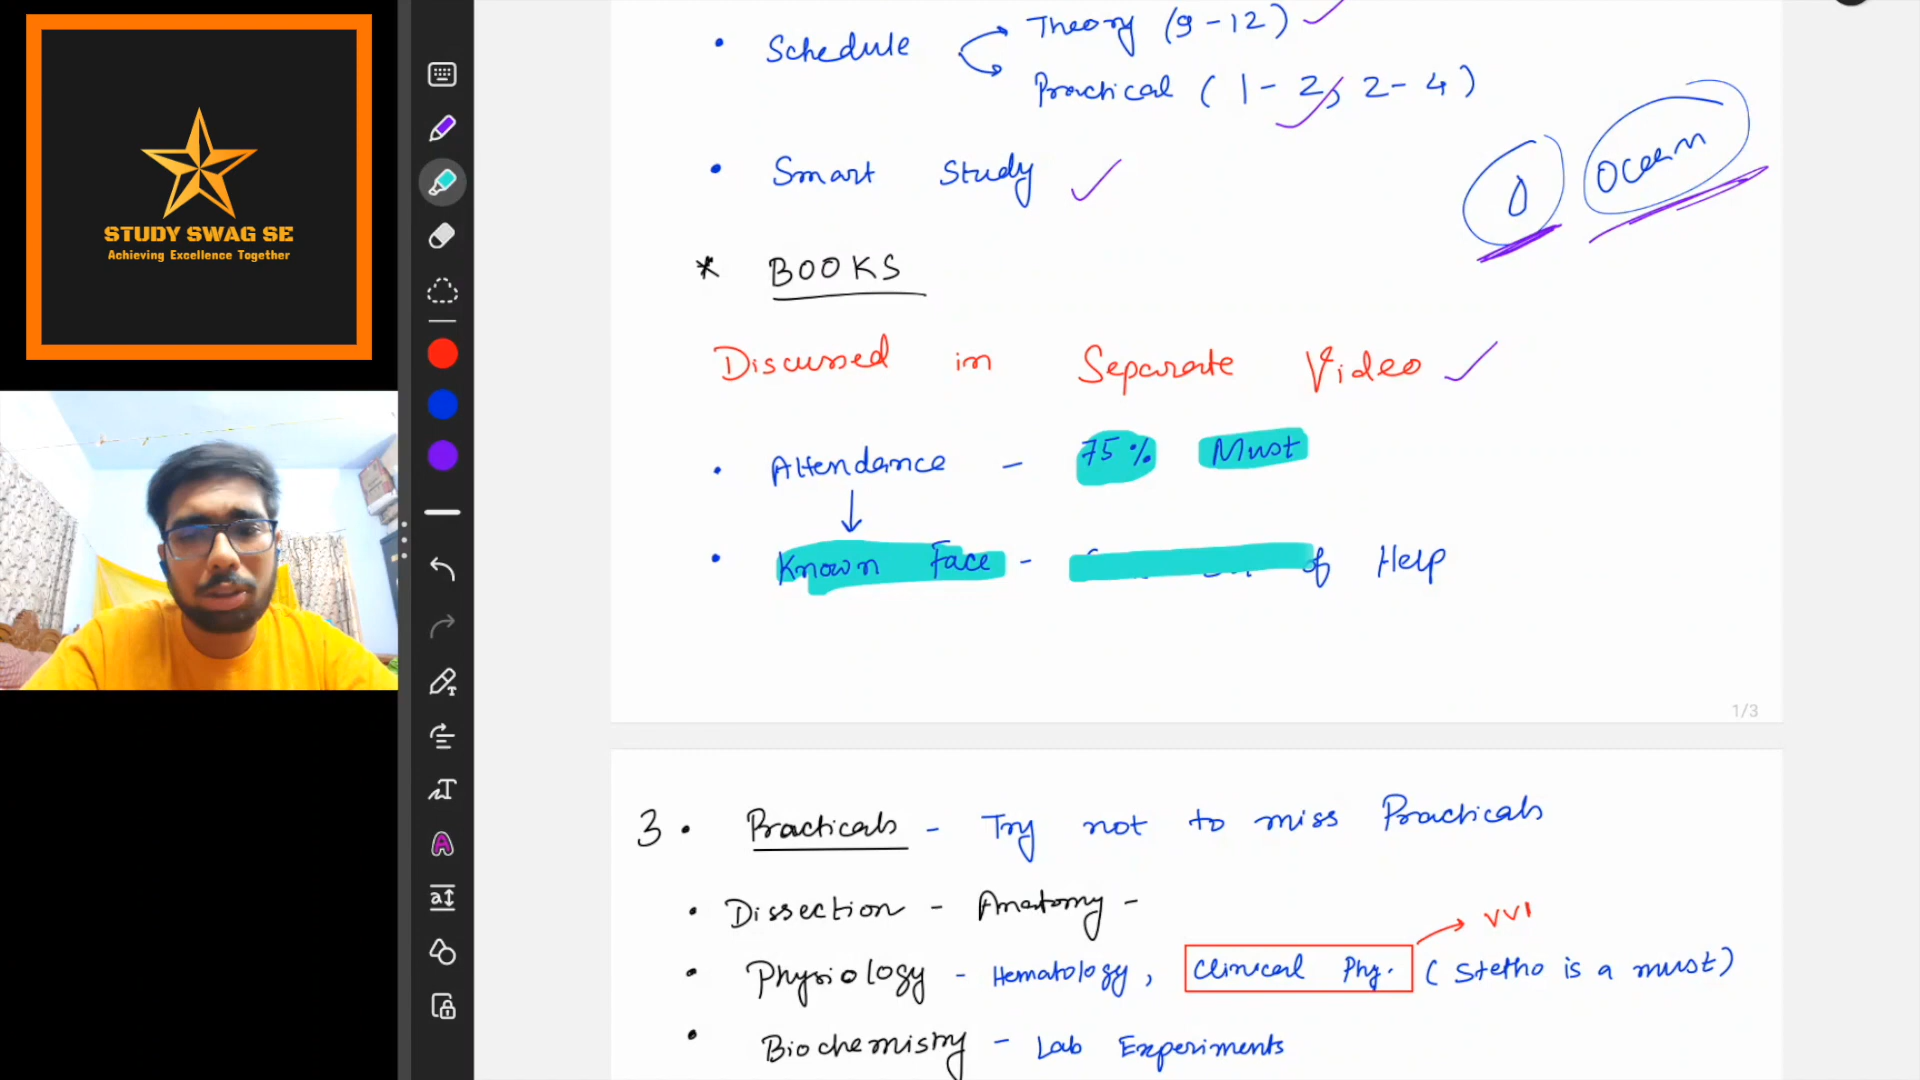 STUDY SWAG SE
Achieving Excellence Together
• Schedule
Theory (9-12)
Practical (1-2, 2-4)
• Smart Study
O Ocean
* BOOKS
Discussed in Separate Video
• Attendance - 75% Must
• Known Face - of Help
1/3
3. Practicals - Try not to miss Practicals
• Dissection - Anatomy -
• Physiology - Hematology, Clinical Phy. (Stetho is a must)
VVI
• Biochemistry - Lab Experiments